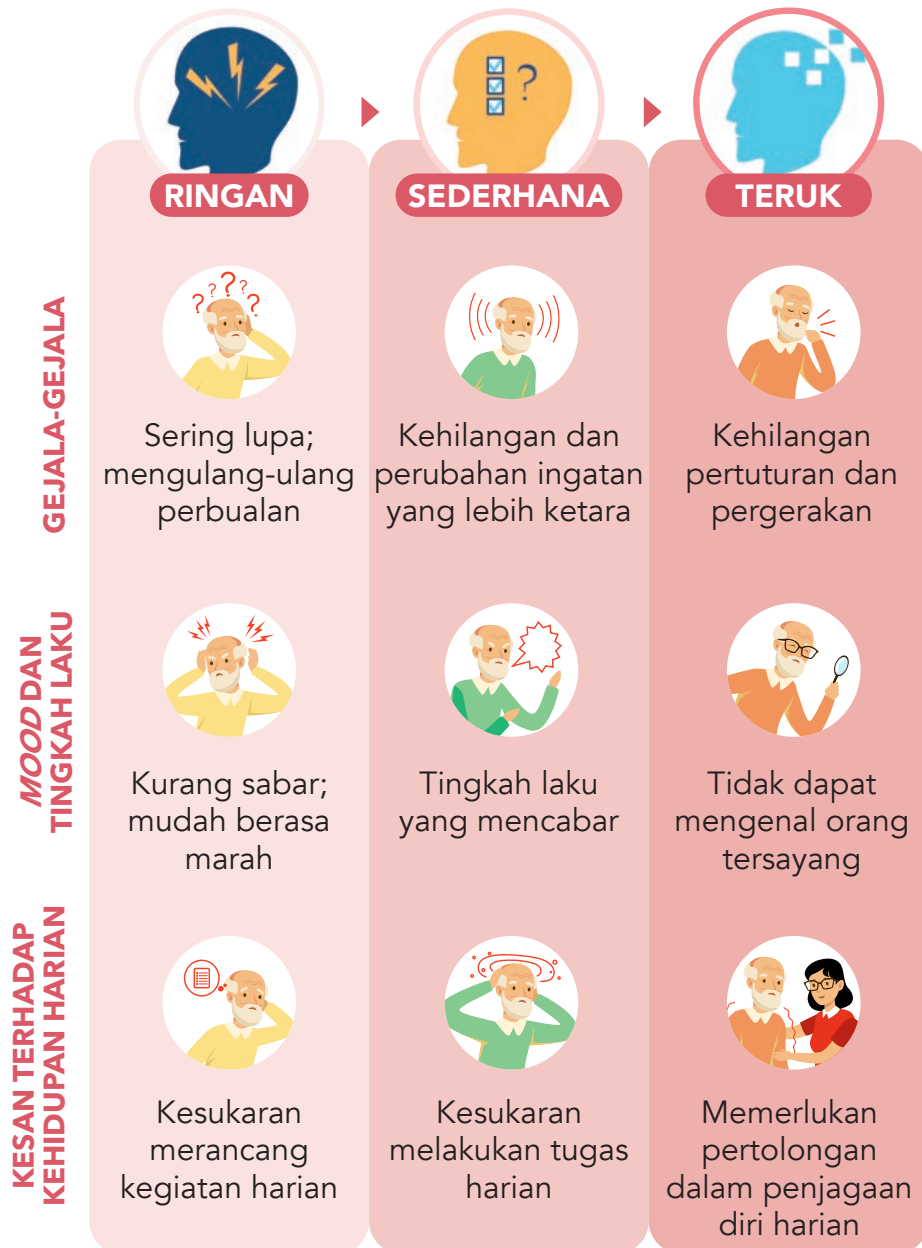 RINGAN
SEDERHANA
TERUK
GEJALA-GEJALA
Sering lupa;
mengulang-ulang
perbualan
Kehilangan dan
perubahan ingatan
yang lebih ketara
Kehilangan
pertuturan dan
pergerakan
MOOD DAN
TINGKAH LAKU
Kurang sabar;
mudah berasa
marah
Tingkah laku
yang mencabar
Tidak dapat
mengenal orang
tersayang
KESAN TERHADAP
KEHIDUPAN HARIAN
Kesukaran
merancang
kegiatan harian
Kesukaran
melakukan tugas
harian
Memerlukan
pertolongan
dalam penjagaan
diri harian